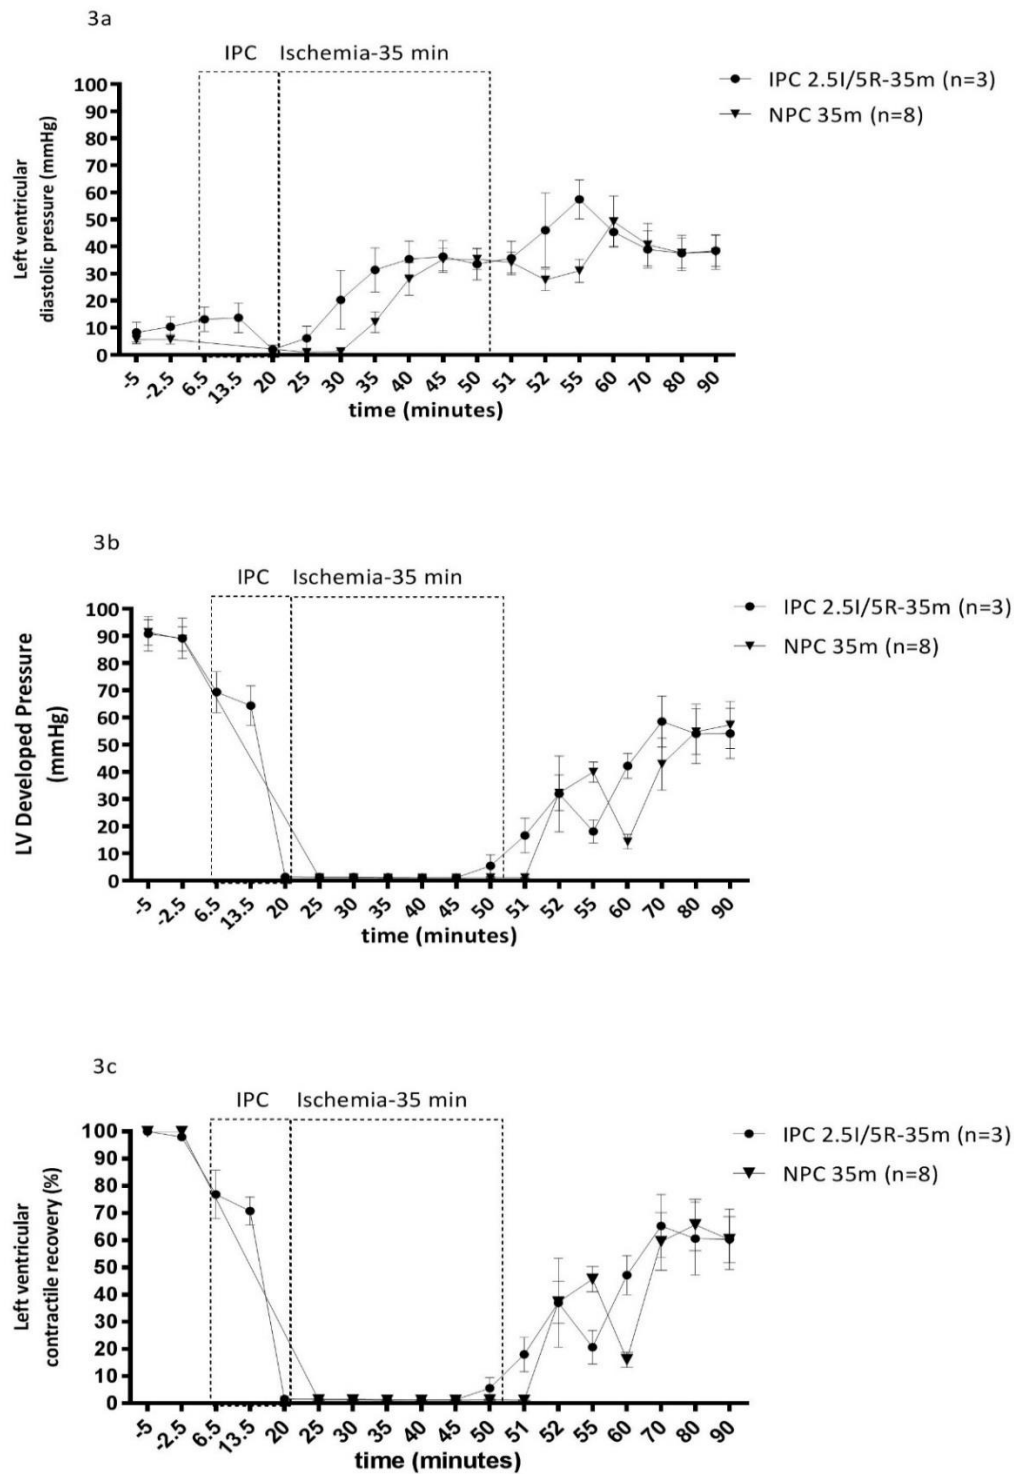 3a
IPC Ischemia-35 min
IPC 2.5I/5R-35m (n=3)
NPC 35m (n=8)
Left ventricular
diastolic pressure (mmHg)
100
90
80
70
60
50
40
30
20
10
0
-5 -2.5 6.5 13.5 20 25 30 35 40 45 50 51 52 55 60 70 80 90
time (minutes)
3b
IPC Ischemia-35 min
IPC 2.5I/5R-35m (n=3)
NPC 35m (n=8)
LV Developed Pressure
(mmHg)
100
90
80
70
60
50
40
30
20
10
0
-5 -2.5 6.5 13.5 20 25 30 35 40 45 50 51 52 55 60 70 80 90
time (minutes)
3c
IPC Ischemia-35 min
IPC 2.5I/5R-35m (n=3)
NPC 35m (n=8)
Left ventricular
contractile recovery (%)
100
90
80
70
60
50
40
30
20
10
0
-5 -2.5 6.5 13.5 20 25 30 35 40 45 50 51 52 55 60 70 80 90
time (minutes)